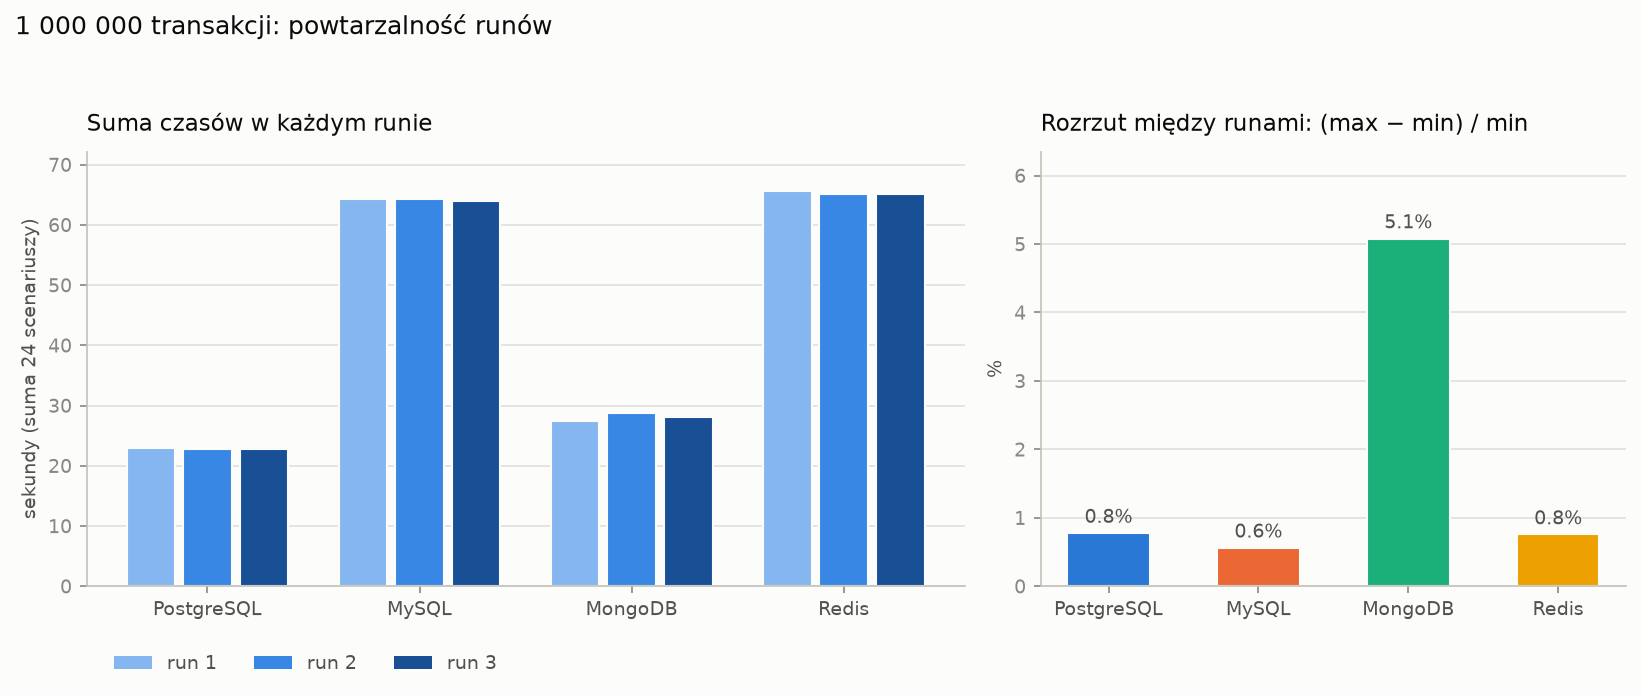 1 000 000 transakcji: powtarzalność runów
Suma czasów w każdym runie
70
60
50
40
30
20
10
0
sekundy (suma 24 scenariuszy)
PostgreSQL
MySQL
MongoDB
Redis
run 1
run 2
run 3
Rozrzut między runami: (max − min) / min
6
5
4
3
2
1
0
%
0.8%
0.6%
5.1%
0.8%
PostgreSQL
MySQL
MongoDB
Redis